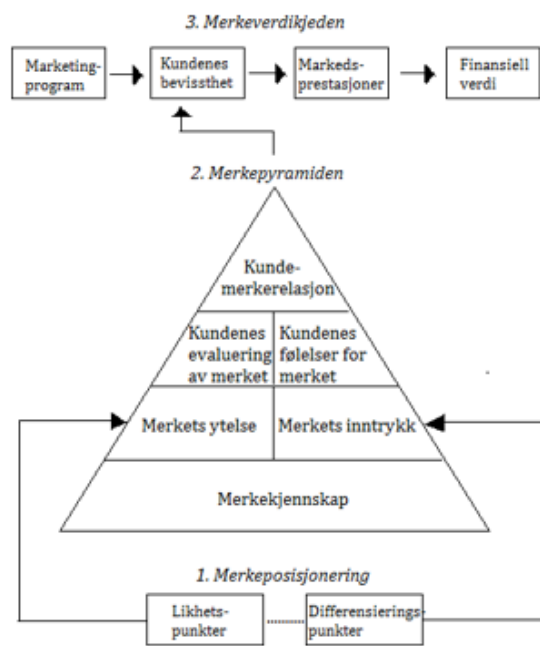 3. Merkeverdikjeden
Marketing-
program
Kundenes
bevissthet
Markeds-
prestasjoner
Finansiell
verdi
2. Merkepyramiden
Kunde-
merkerelasjon
Kundenes
evaluering
av merket
Kundenes
følelser for
merket
Merkets ytelse
Merkets inntrykk
Merkekjennskap
1. Merkeposisjonering
Likhets-
punkter
Differensierings-
punkter